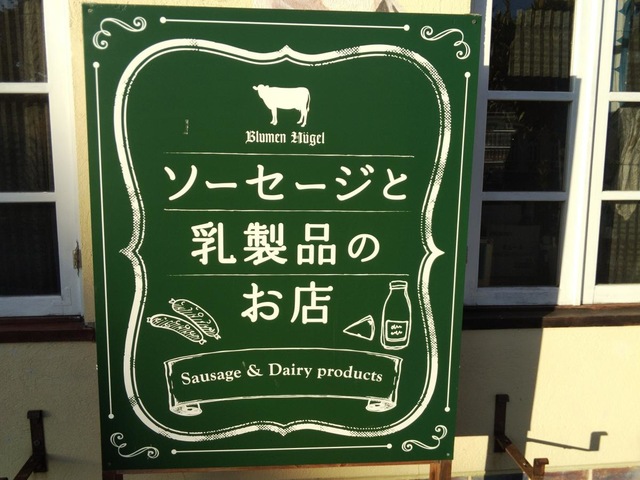 Blumen Hügel
ソーセージと
乳製品の
お店
Sausage & Dairy products